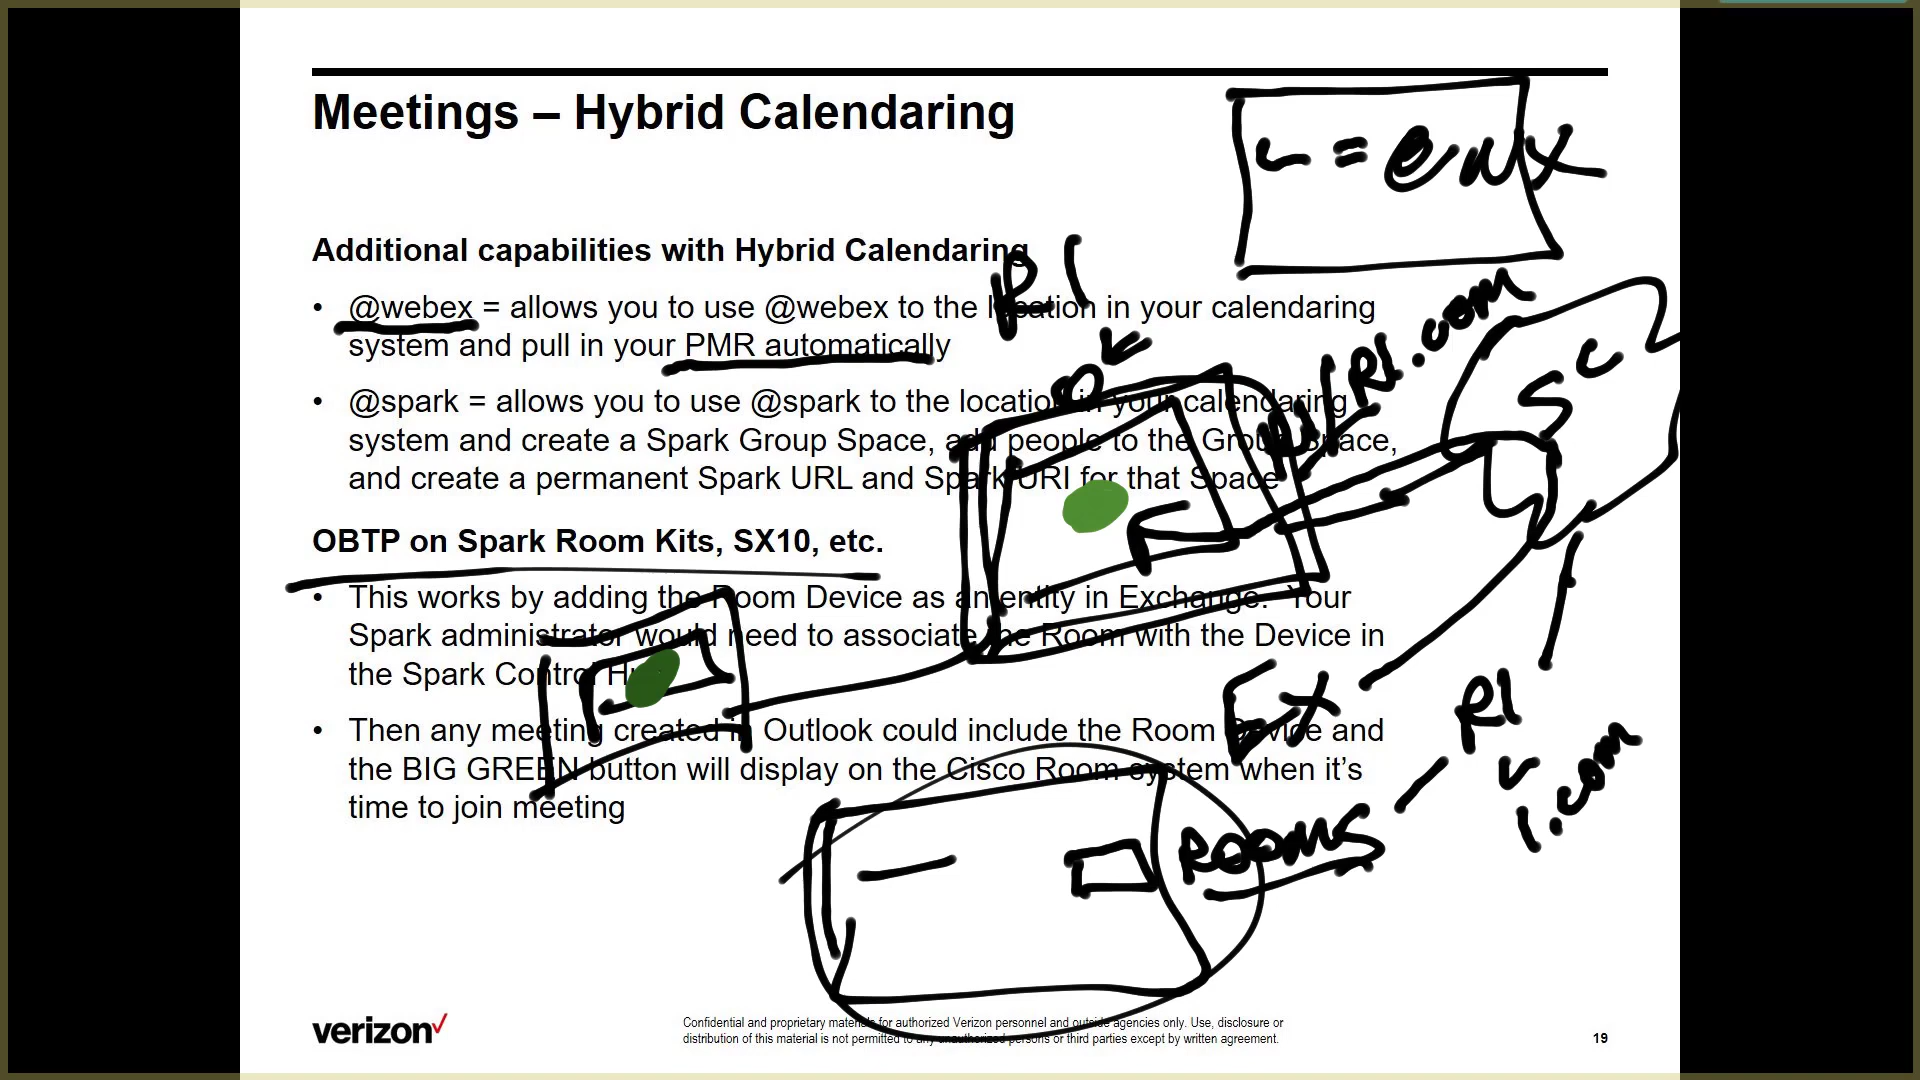 Meetings – Hybrid Calendaring
Additional capabilities with Hybrid Calendaring
• @webex = allows you to use @webex to the location in your calendaring
system and pull in your PMR automatically
• @spark = allows you to use @spark to the location in your calendaring
system and create a Spark Group Space, add people to the Group Space,
and create a permanent Spark URL and Spark URI for that Space
OBTP on Spark Room Kits, SX10, etc.
• This works by adding the Room Device as an entity in Exchange. Your
Spark administrator would need to associate the Room with the Device in
the Spark Control Hub
• Then any meeting created in Outlook could include the Room Device and
the BIG GREEN button will display on the Cisco Room system when it's
time to join meeting
R1
R1.com
SC
EX
R1
Rooms
.com
verizon
Confidential and proprietary materials for authorized Verizon personnel and outside agencies only. Use, disclosure or
distribution of this material is not permitted to any unauthorized persons or third parties except by written agreement.
19